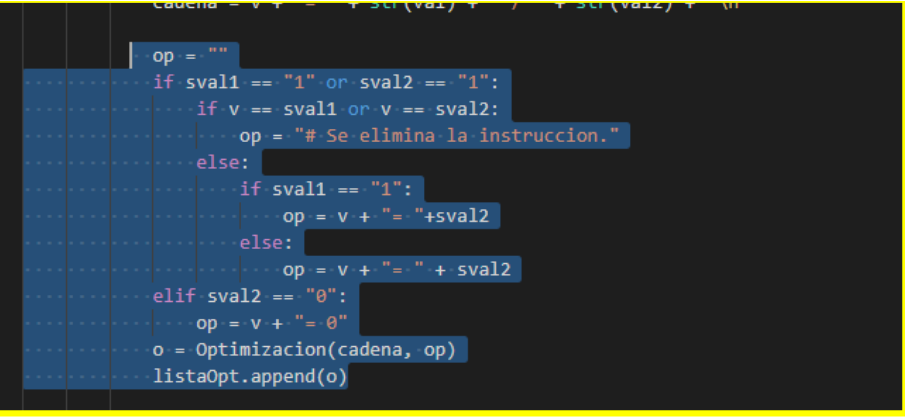 cadena = v + "= " + str(val) + " / " + str(val2) + "\n"
op = ""
if sval1 == "1" or sval2 == "1":
if v == sval1 or v == sval2:
op = "# Se elimina la instruccion."
else:
if sval1 == "1":
op = v + "= "+sval2
else:
op = v + "= " + sval2
elif sval2 == "0":
op = v + "= 0"
o = Optimizacion(cadena, op)
listaOpt.append(o)